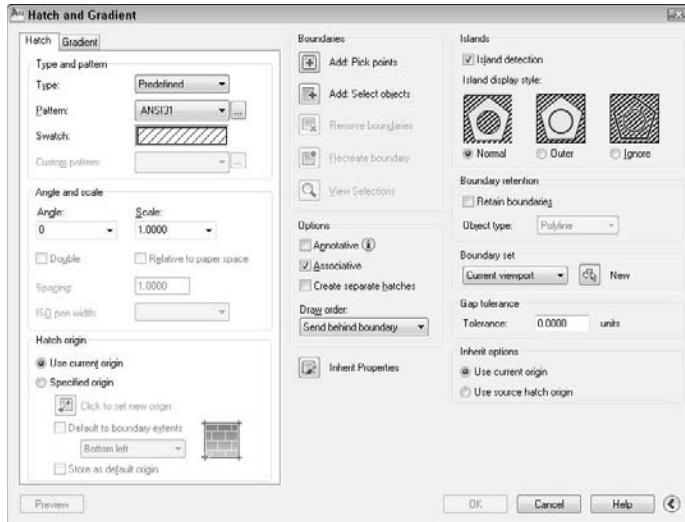 Hatch and Gradient
Hatch
Gradient
Type and pattern
Type:
Predefined
Pattern:
ANSI31
...
Swatch:
Custom pattern:
...
Angle and scale
Angle:
Scale:
0
1.0000
Double
Relative to paper space
Spacing:
1.0000
ISO pen width:
Hatch origin
Use current origin
Specified origin
Click to set new origin
Default to boundary extents
Bottom left
Store as default origin
Preview
Boundaries
Add: Pick points
Add: Select objects
Remove boundaries
Recreate boundary
View Selections
Options
Annotative
Associative
Create separate hatches
Draw order:
Send behind boundary
Inherit Properties
Islands
Island detection
Island display style:
Normal
Outer
Ignore
Boundary retention
Retain boundaries
Object type:
Polyline
Boundary set
Current viewport
New
Gap tolerance
Tolerance:
0.0000
units
Inherit options
Use current origin
Use source hatch origin
OK
Cancel
Help